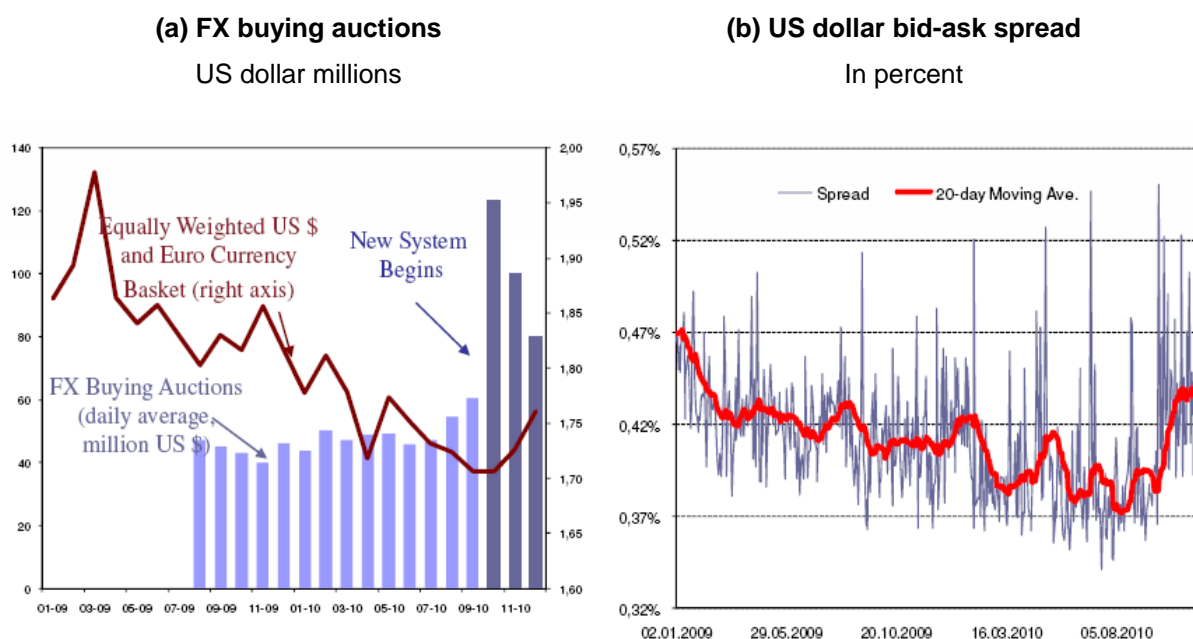 (a) FX buying auctions
US dollar millions
140
120
100
80
60
40
20
0
2,00
1,95
1,90
1,85
1,80
1,75
1,70
1,65
1,60
Equally Weighted US $
and Euro Currency
Basket (right axis)
New System
Begins
FX Buying Auctions
(daily average,
million US $)
01-09 03-09 05-09 07-09 09-09 11-09 01-10 03-10 05-10 07-10 09-10 11-10
(b) US dollar bid-ask spread
In percent
0,57%
0,52%
0,47%
0,42%
0,37%
0,32%
Spread 20-day Moving Ave.
02.01.2009 29.05.2009 20.10.2009 16.03.2010 05.08.2010